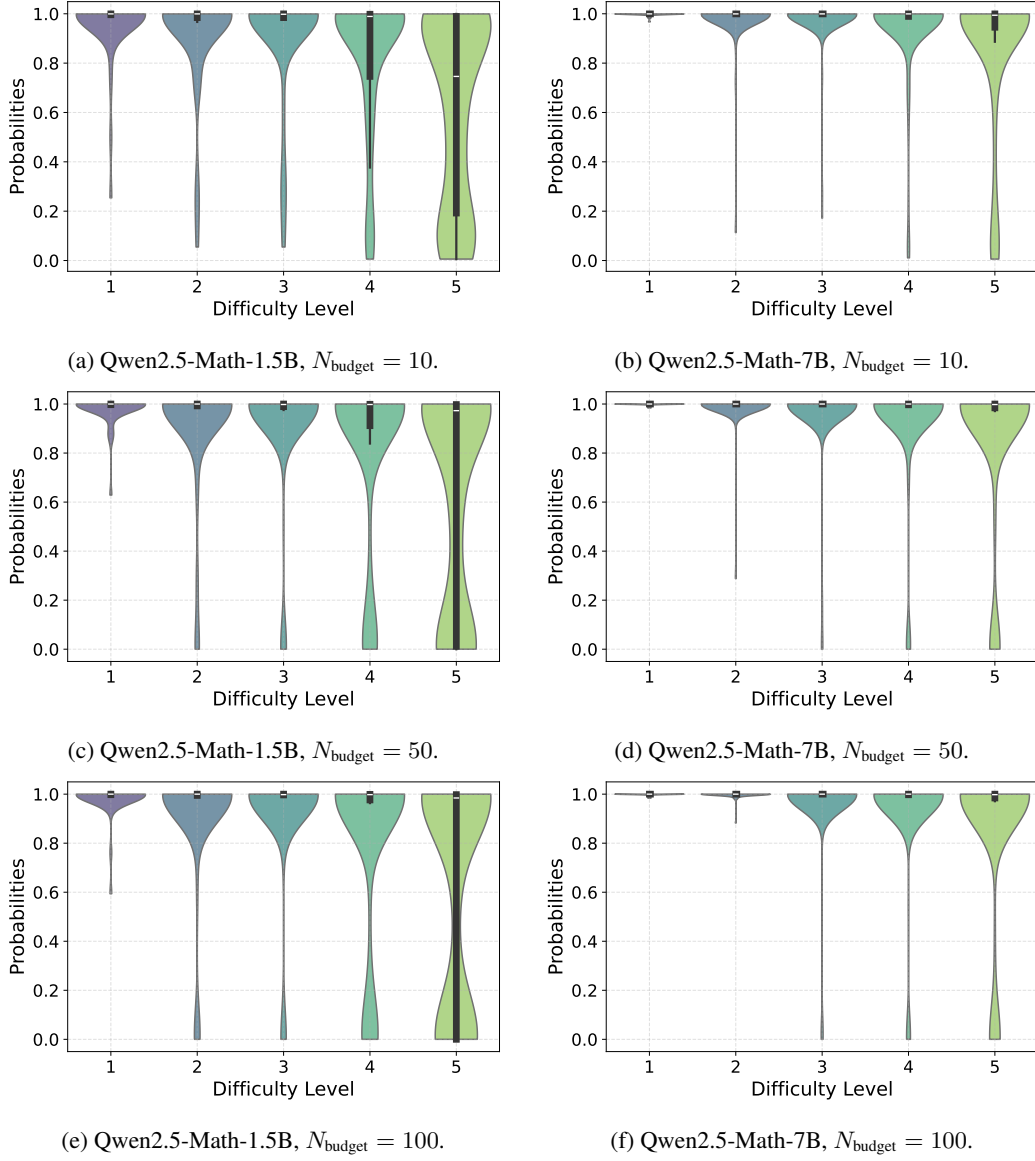 1.0
0.8
0.6
0.4
0.2
0.0
Probabilities
1 2 3 4 5
Difficulty Level
(a) Qwen2.5-Math-1.5B, N_budget = 10.
1.0
0.8
0.6
0.4
0.2
0.0
Probabilities
1 2 3 4 5
Difficulty Level
(b) Qwen2.5-Math-7B, N_budget = 10.
1.0
0.8
0.6
0.4
0.2
0.0
Probabilities
1 2 3 4 5
Difficulty Level
(c) Qwen2.5-Math-1.5B, N_budget = 50.
1.0
0.8
0.6
0.4
0.2
0.0
Probabilities
1 2 3 4 5
Difficulty Level
(d) Qwen2.5-Math-7B, N_budget = 50.
1.0
0.8
0.6
0.4
0.2
0.0
Probabilities
1 2 3 4 5
Difficulty Level
(e) Qwen2.5-Math-1.5B, N_budget = 100.
1.0
0.8
0.6
0.4
0.2
0.0
Probabilities
1 2 3 4 5
Difficulty Level
(f) Qwen2.5-Math-7B, N_budget = 100.